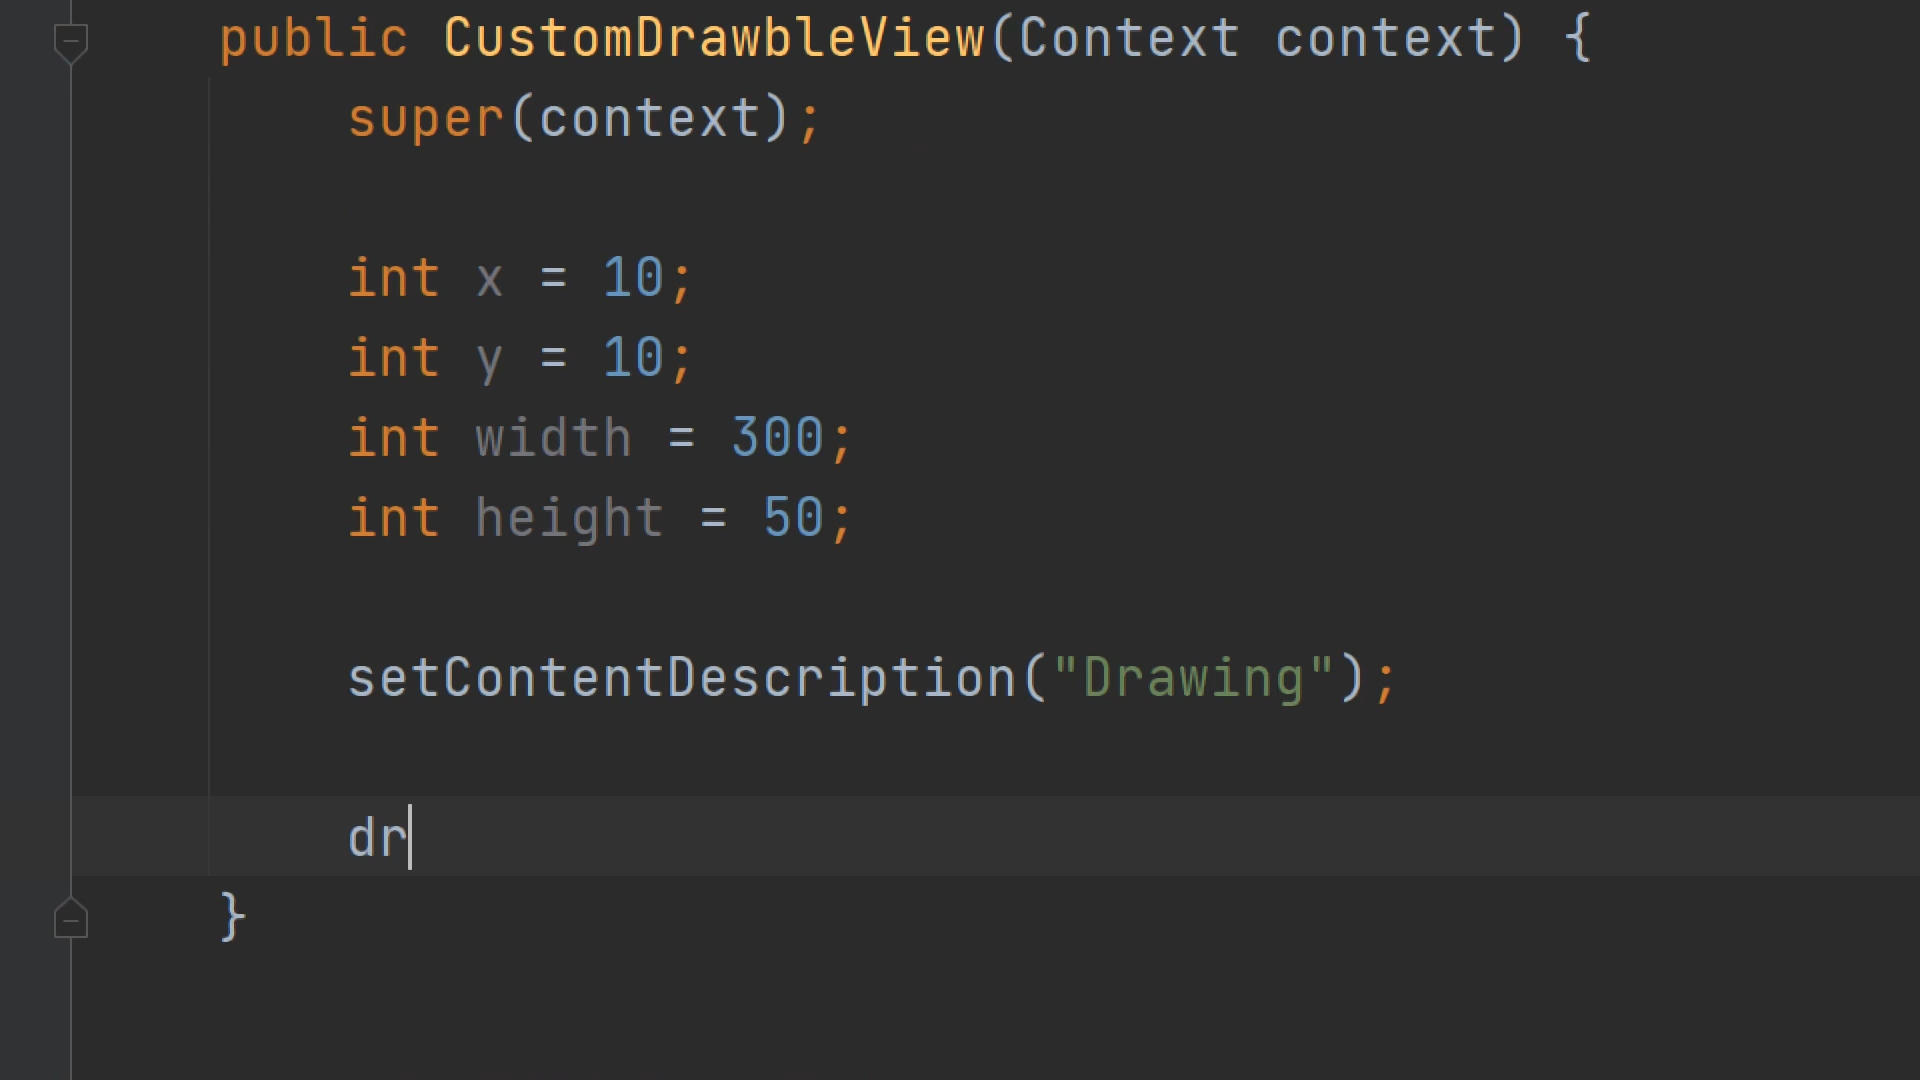 public CustomDrawbleView(Context context) {
super(context);
int x = 10;
int y = 10;
int width = 300;
int height = 50;
setContentDescription("Drawing");
dr
}